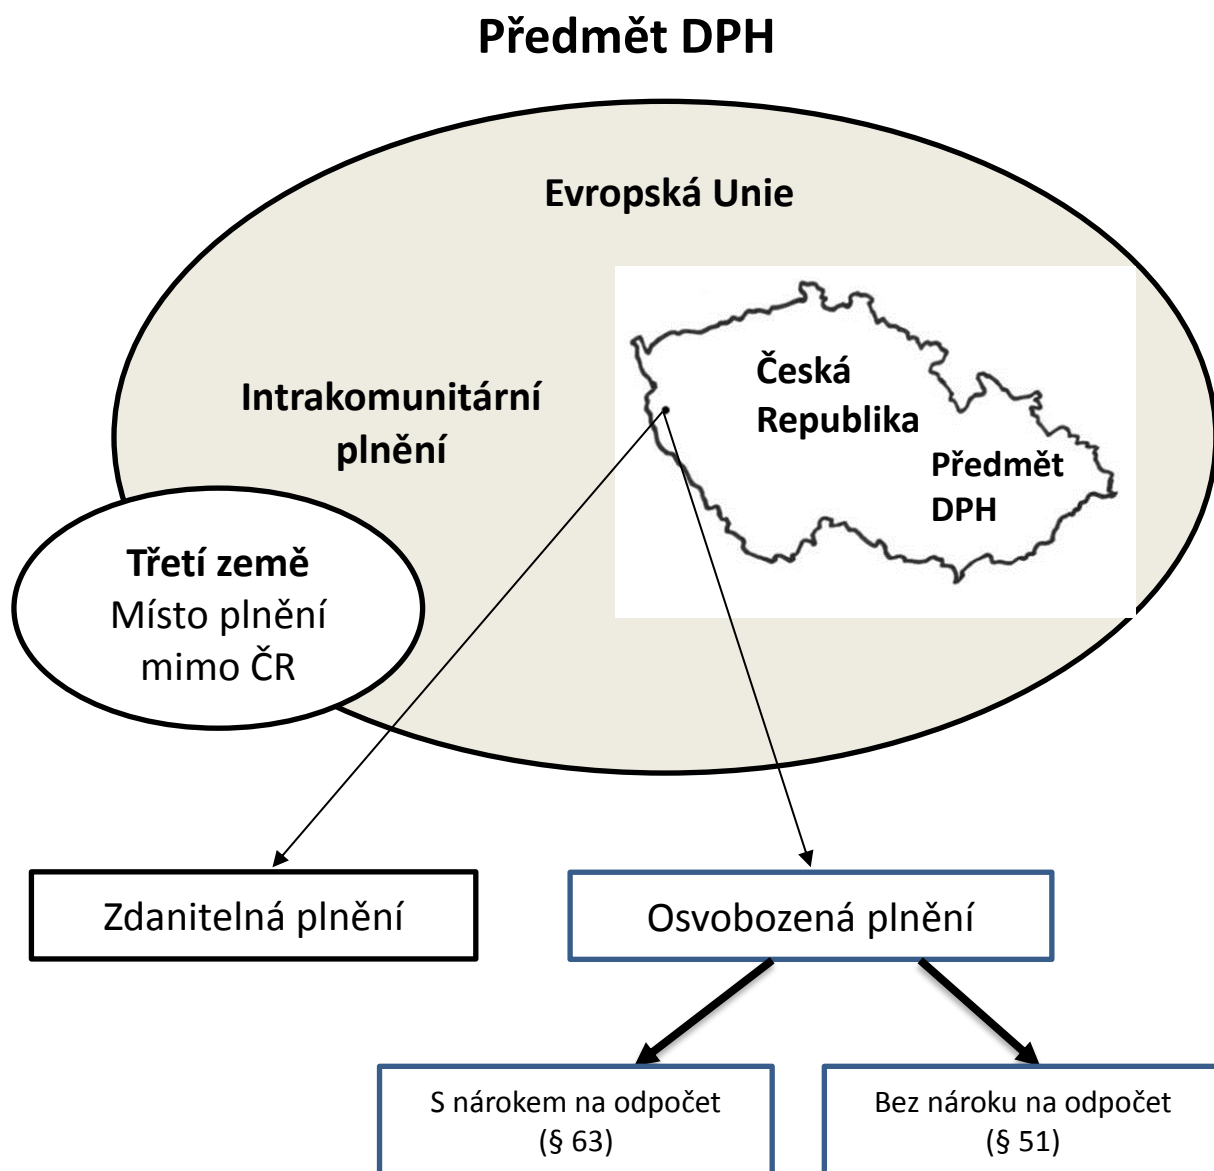 Předmět DPH
Evropská Unie
Intrakomunitární
plnění
Česká
Republika
Předmět
DPH
Třetí země
Místo plnění
mimo ČR
Zdanitelná plnění
Osvobozená plnění
S nárokem na odpočet
(§ 63)
Bez nároku na odpočet
(§ 51)